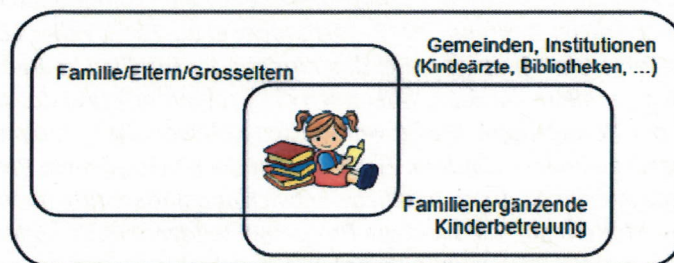 Gemeinden, Institutionen
(Kindeärzte, Bibliotheken, ...)
Familie/Eltern/Grosseltern
Familienergänzende
Kinderbetreuung